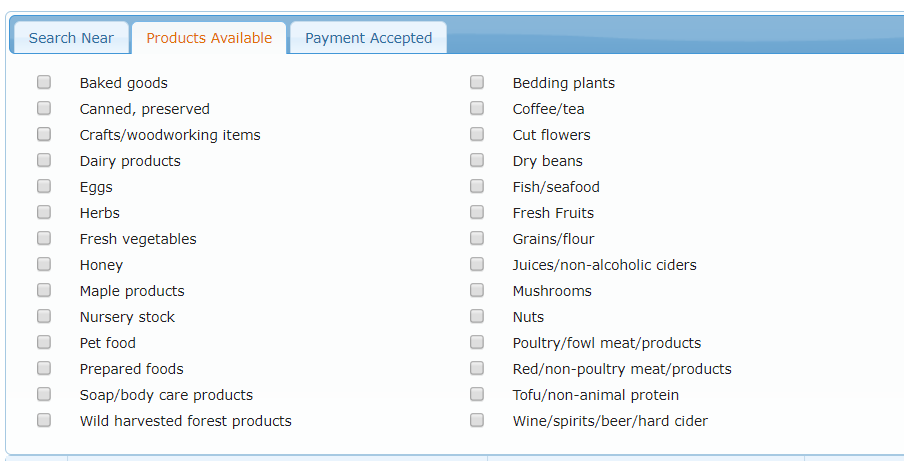 Search Near Products Available Payment Accepted
Baked goods Bedding plants
Canned, preserved Coffee/tea
Crafts/woodworking items Cut flowers
Dairy products Dry beans
Eggs Fish/seafood
Herbs Fresh Fruits
Fresh vegetables Grains/flour
Honey Juices/non-alcoholic ciders
Maple products Mushrooms
Nursery stock Nuts
Pet food Poultry/fowl meat/products
Prepared foods Red/non-poultry meat/products
Soap/body care products Tofu/non-animal protein
Wild harvested forest products Wine/spirits/beer/hard cider